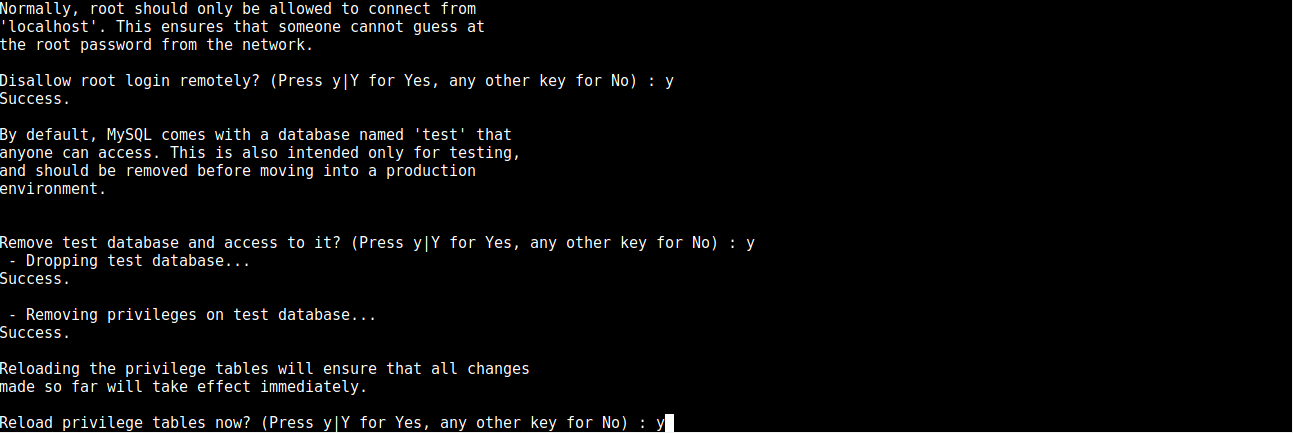 Normally, root should only be allowed to connect from
'localhost'. This ensures that someone cannot guess at
the root password from the network.
Disallow root login remotely? (Press y|Y for Yes, any other key for No) : y
Success.
By default, MySQL comes with a database named 'test' that
anyone can access. This is also intended only for testing,
and should be removed before moving into a production
environment.
Remove test database and access to it? (Press y|Y for Yes, any other key for No) : y
 - Dropping test database...
Success.
 - Removing privileges on test database...
Success.
Reloading the privilege tables will ensure that all changes
made so far will take effect immediately.
Reload privilege tables now? (Press y|Y for Yes, any other key for No) : y